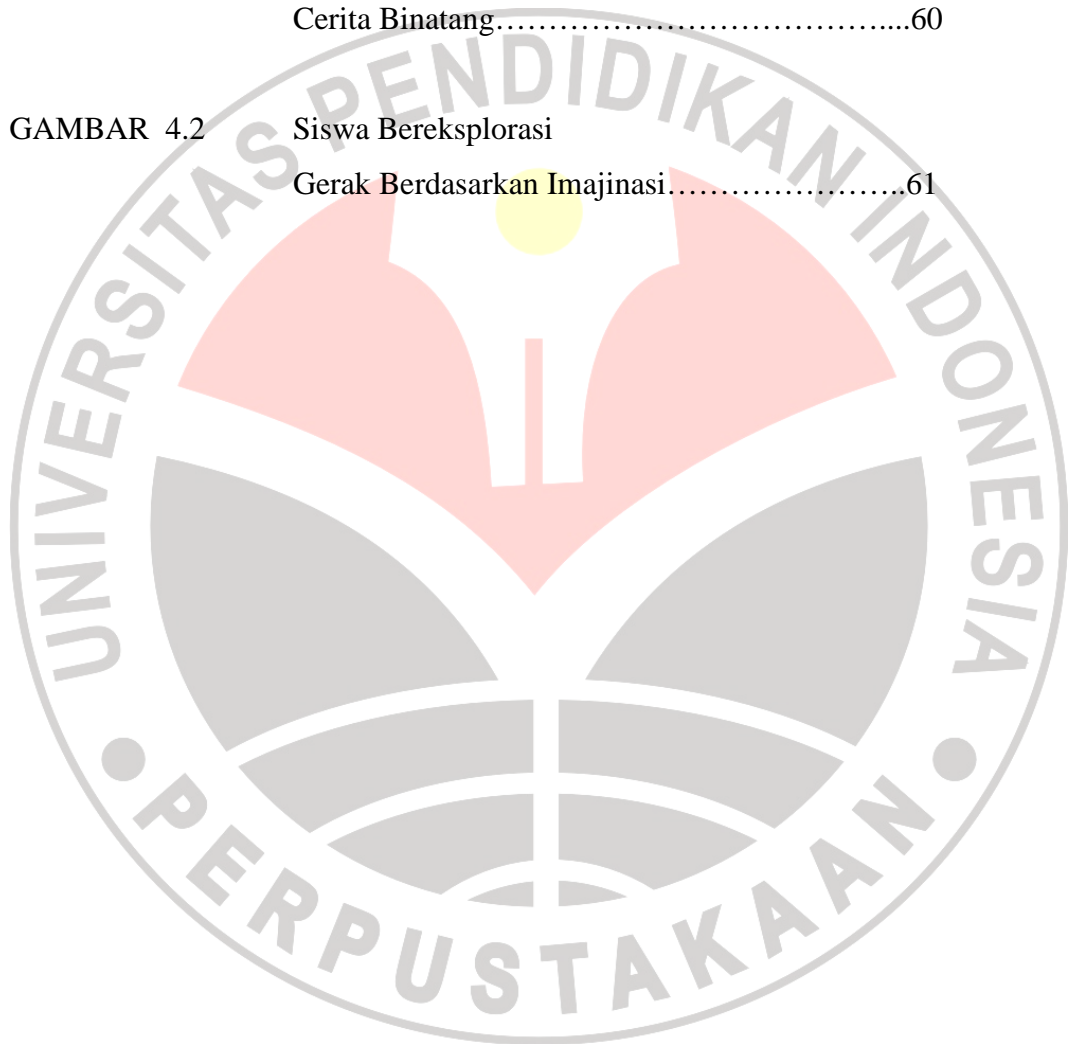 Cerita Binatang…………………………………....60
GAMBAR 4.2 Siswa Bereksplorasi
Gerak Berdasarkan Imajinasi…………………..61
UNIVERSITAS PENDIDIKAN INDONESIA
PERPUSTAKAAN